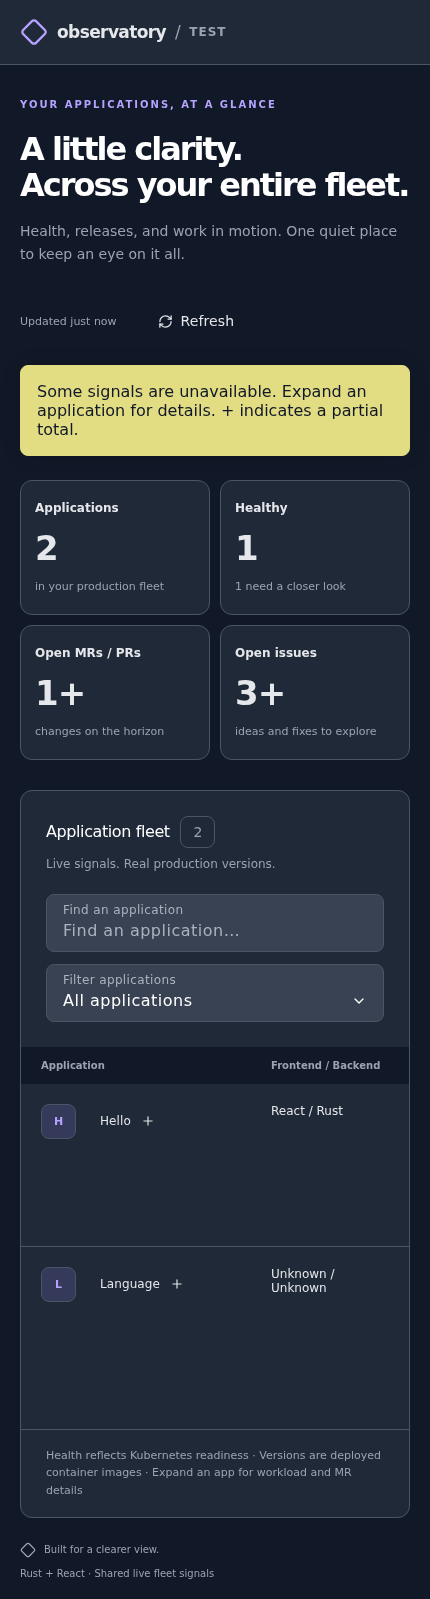 observatory / TEST
YOUR APPLICATIONS, AT A GLANCE
A little clarity.
Across your entire fleet.
Health, releases, and work in motion. One quiet place
to keep an eye on it all.
Updated just now
Refresh
Some signals are unavailable. Expand an
application for details. + indicates a partial
total.
Applications
2
in your production fleet
Healthy
1
1 need a closer look
Open MRs / PRs
1+
changes on the horizon
Open issues
3+
ideas and fixes to explore
Application fleet 2
Live signals. Real production versions.
Find an application
Find an application...
Filter applications
All applications
Application Frontend / Backend
H Hello + React / Rust
L Language + Unknown /
Unknown
Health reflects Kubernetes readiness · Versions are deployed
container images · Expand an app for workload and MR
details
Built for a clearer view.
Rust + React · Shared live fleet signals